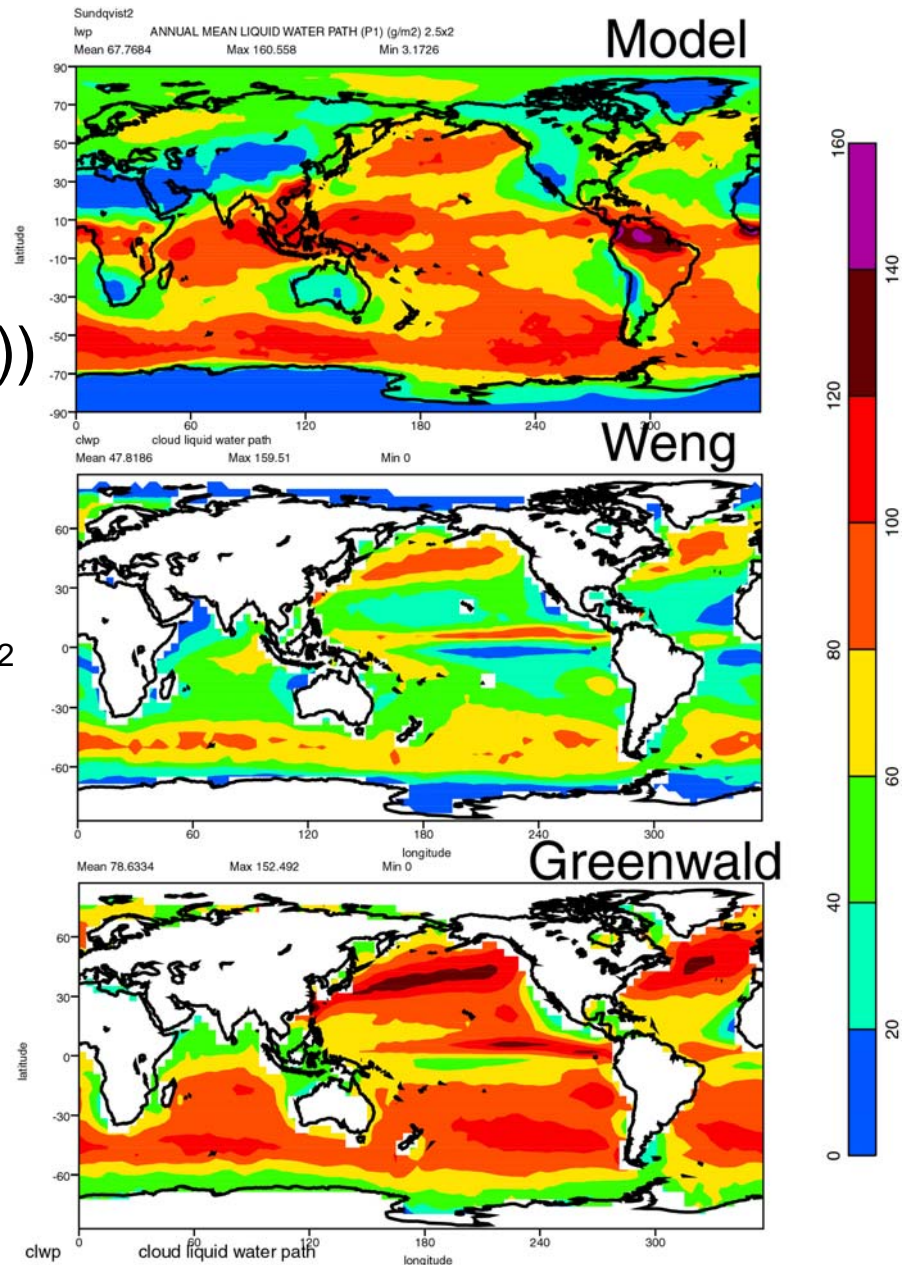 Sundqvist2
lwp ANNUAL MEAN LIQUID WATER PATH (P1) (g/m2) 2.5x2
Mean 67.7684 Max 160.558 Min 3.1726
Model
90
70
50
30
10
-10
-30
-50
-70
-90
latitude
0 60 120 180 240 300
))
2
clwp cloud liquid water path
Mean 47.8186 Max 159.51 Min 0
Weng
60
30
0
-30
-60
0 60 120 180 240 300
longitude
Mean 78.6334 Max 152.492 Min 0
Greenwald
60
30
0
-30
-60
latitude
0 60 120 180 240 300
clwp cloud liquid water path
longitude
160
140
120
100
80
60
40
20
0